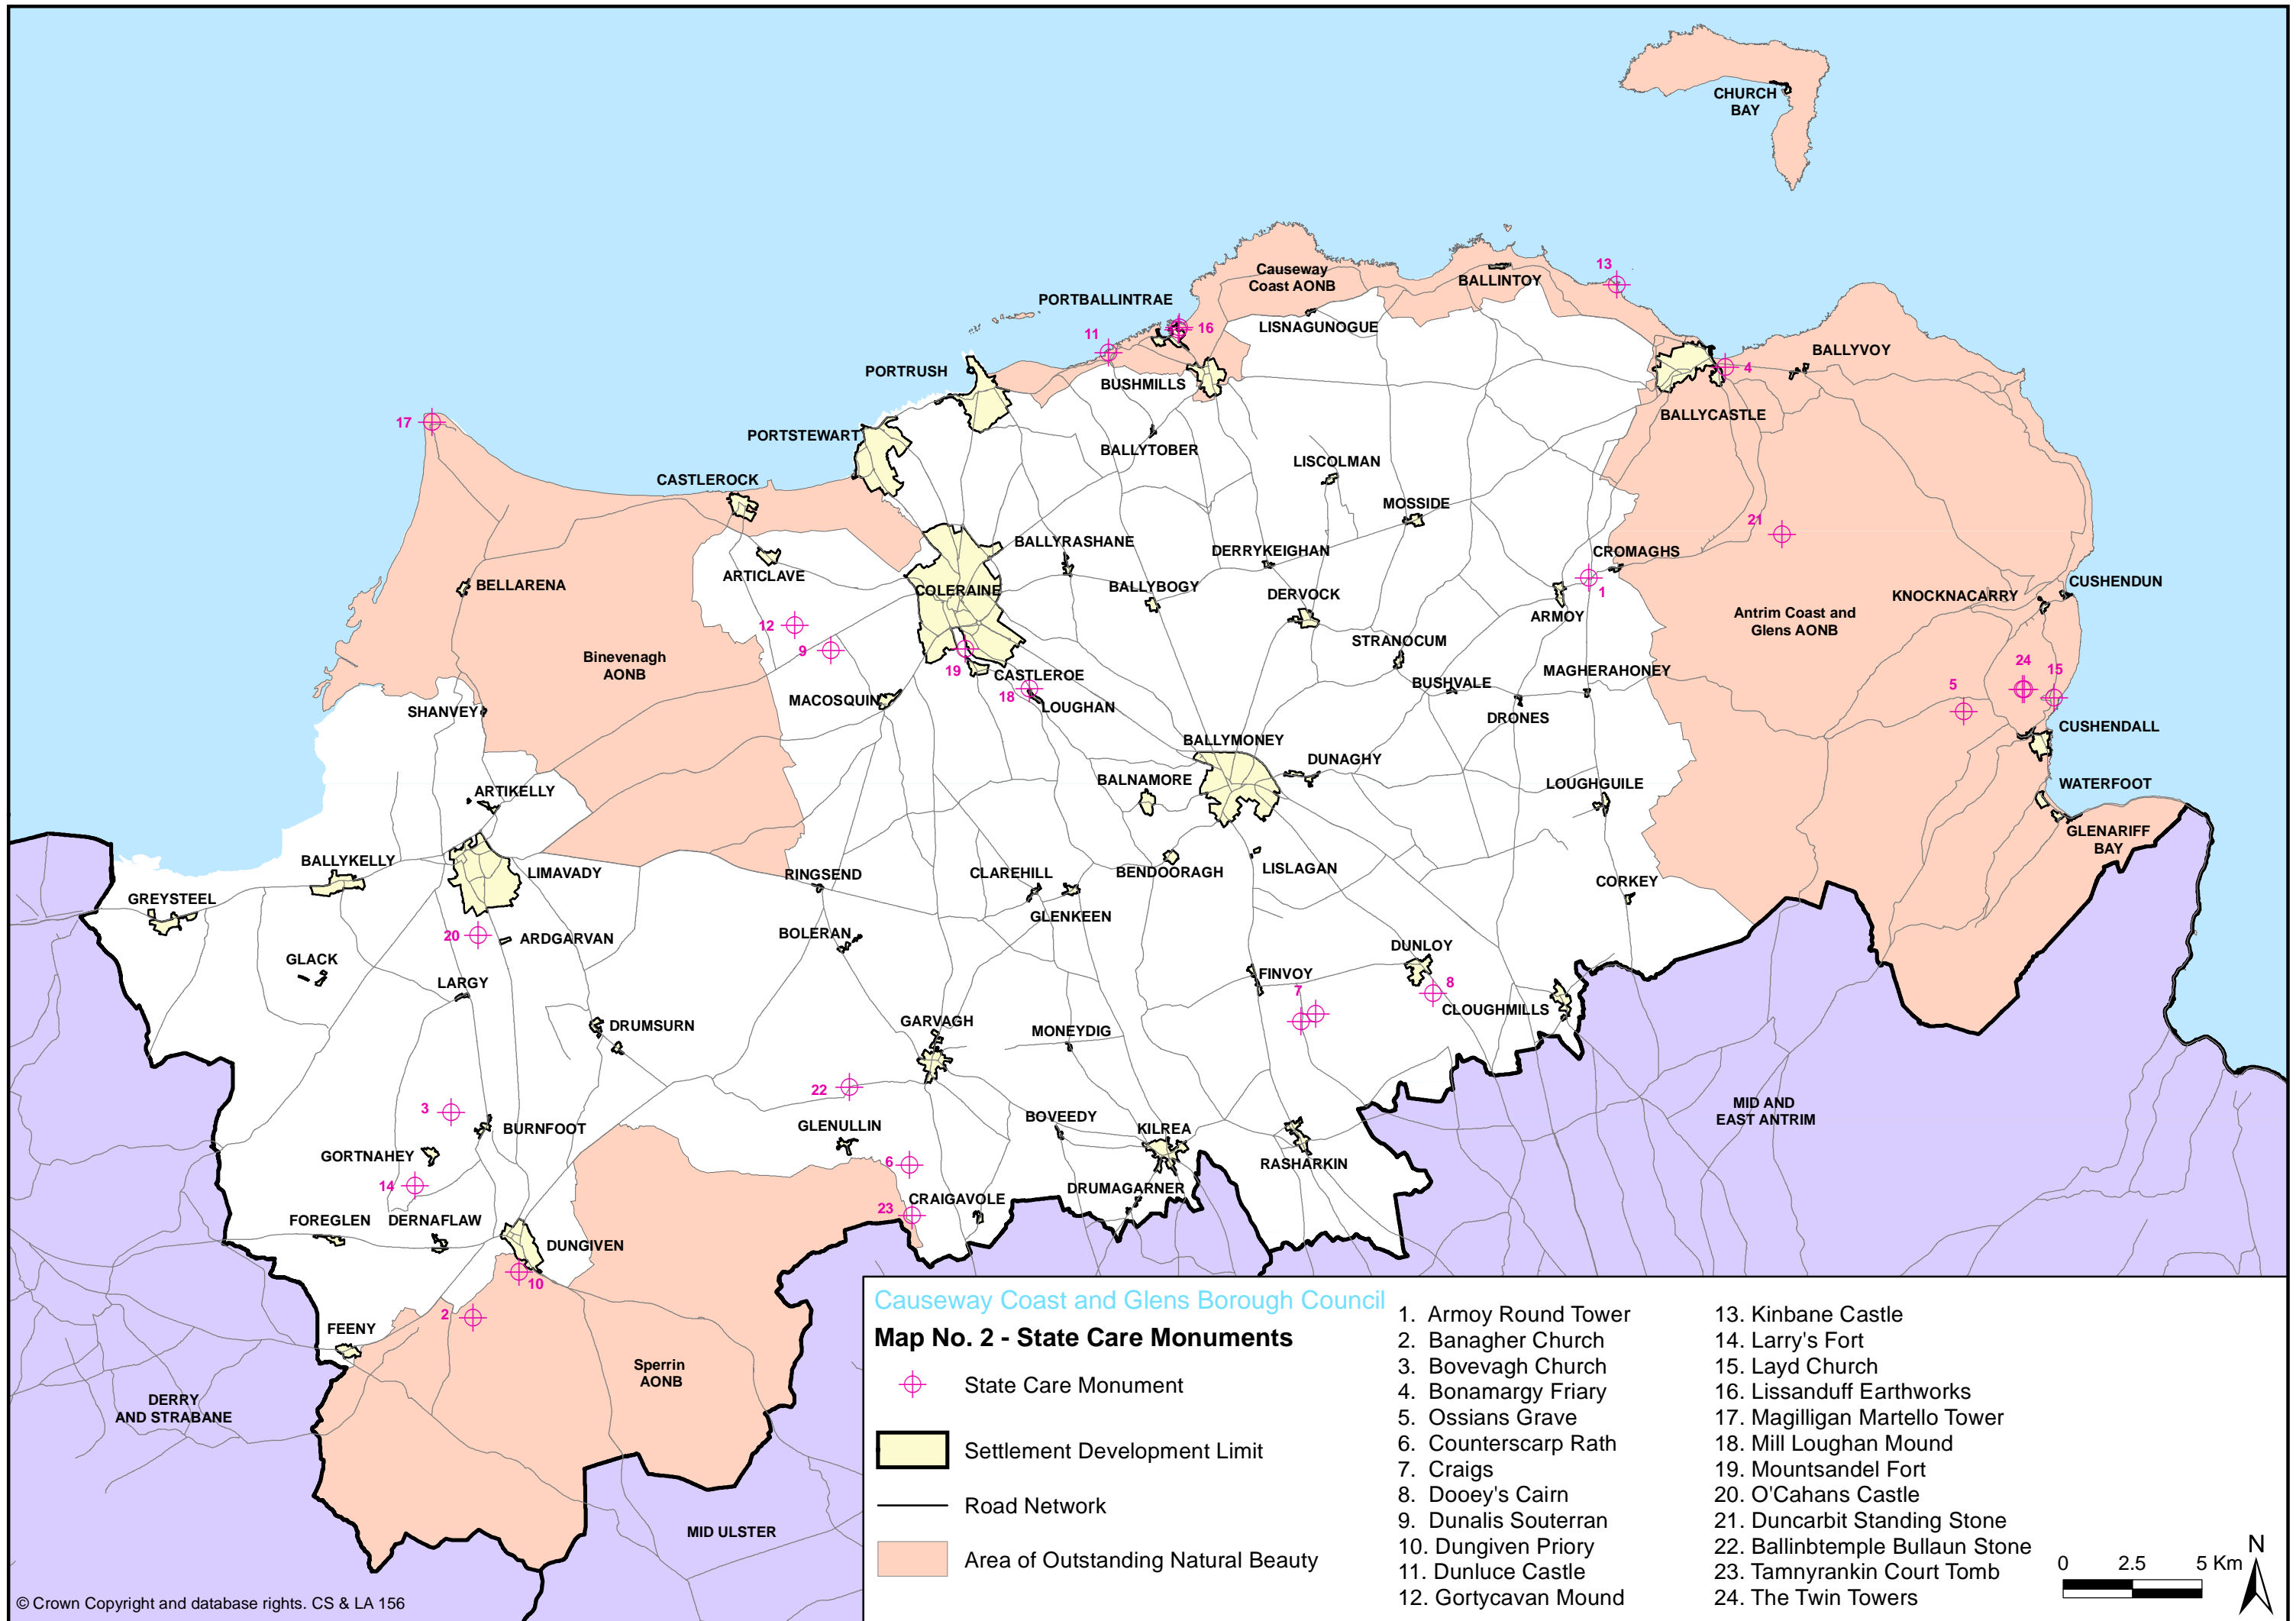 CHURCH
BAY
13
Causeway
Coast AONB
BALLINTOY
PORTBALLINTRAE
16
LISNAGUNOGUE
11
BALLYVOY
4
PORTRUSH
BUSHMILLS
BALLYCASTLE
17
PORTSTEWART
BALLYTOBER
LISCOLMAN
CASTLEROCK
MOSSIDE
21
BALLYRASHANE
DERRYKEIGHAN
CROMAGHS
ARTICLAVE
BELLARENA
COLERAINE
BALLYBOGY
DERVOCK
1
KNOCKNACARRY
CUSHENDUN
ARMOY
Antrim Coast and
Glens AONB
12
9
STRANOCUM
Binevenagh
AONB
19
CASTLEROE
MAGHERAHONEY
24
15
5
BUSHVALE
18
MACOSQUIN
LOUGHAN
SHANVEY
DRONES
CUSHENDALL
BALLYMONEY
DUNAGHY
BALNAMORE
LOUGHGUILE
WATERFOOT
ARTIKELLY
GLENARIFF
BAY
BALLYKELLY
LIMAVADY
RINGSEND
CLAREHILL
BENDOORAGH
LISLAGAN
CORKEY
GREYSTEEL
GLENKEEN
20
ARDGARVAN
BOLERAN
DUNLOY
GLACK
FINVOY
8
LARGY
7
CLOUGHMILLS
DRUMSURN
GARVAGH
MONEYDIG
22
3
BURNFOOT
GLENULLIN
BOVEEDY
KILREA
MID AND
EAST ANTRIM
GORTNAHEY
6
RASHARKIN
14
DRUMAGARNER
23
CRAIGAVOLE
FOREGLEN
DERNAFLAW
DUNGIVEN
10
2
FEENY
Sperrin
AONB
DERRY
AND STRABANE
MID ULSTER
Causeway Coast and Glens Borough Council
Map No. 2 - State Care Monuments
State Care Monument
Settlement Development Limit
Road Network
Area of Outstanding Natural Beauty
1. Armoy Round Tower
2. Banagher Church
3. Bovevagh Church
4. Bonamargy Friary
5. Ossians Grave
6. Counterscarp Rath
7. Craigs
8. Dooey's Cairn
9. Dunalis Souterran
10. Dungiven Priory
11. Dunluce Castle
12. Gortycavan Mound
13. Kinbane Castle
14. Larry's Fort
15. Layd Church
16. Lissanduff Earthworks
17. Magilligan Martello Tower
18. Mill Loughan Mound
19. Mountsandel Fort
20. O'Cahans Castle
21. Duncarbit Standing Stone
22. Ballinbtemple Bullaun Stone
23. Tamnyrankin Court Tomb
24. The Twin Towers
0 2.5 5 Km
N
© Crown Copyright and database rights. CS & LA 156